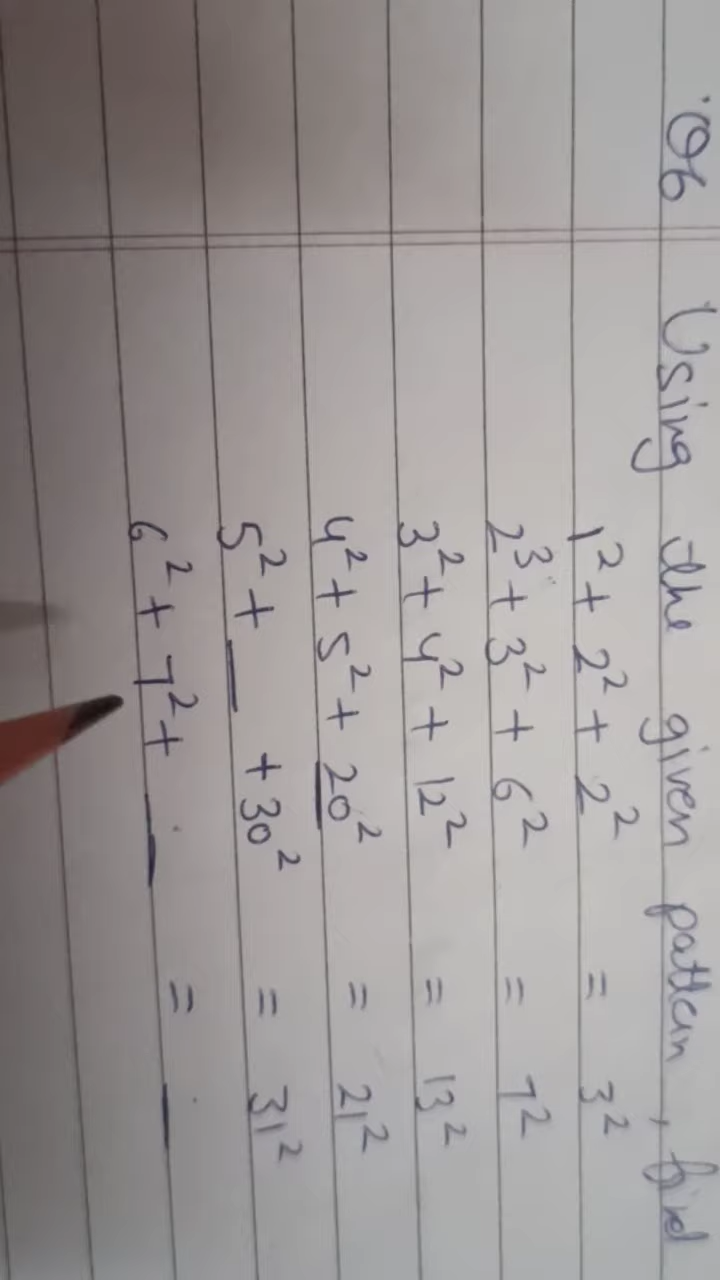 Q6 Using the given pattern, find
1² + 2² + 2² = 3²
2³ + 3² + 6² = 7²
3² + 4² + 12² = 13²
4² + 5² + 20² = 21²
5² + __ + 30² = 31²
6² + 7² + __ = __